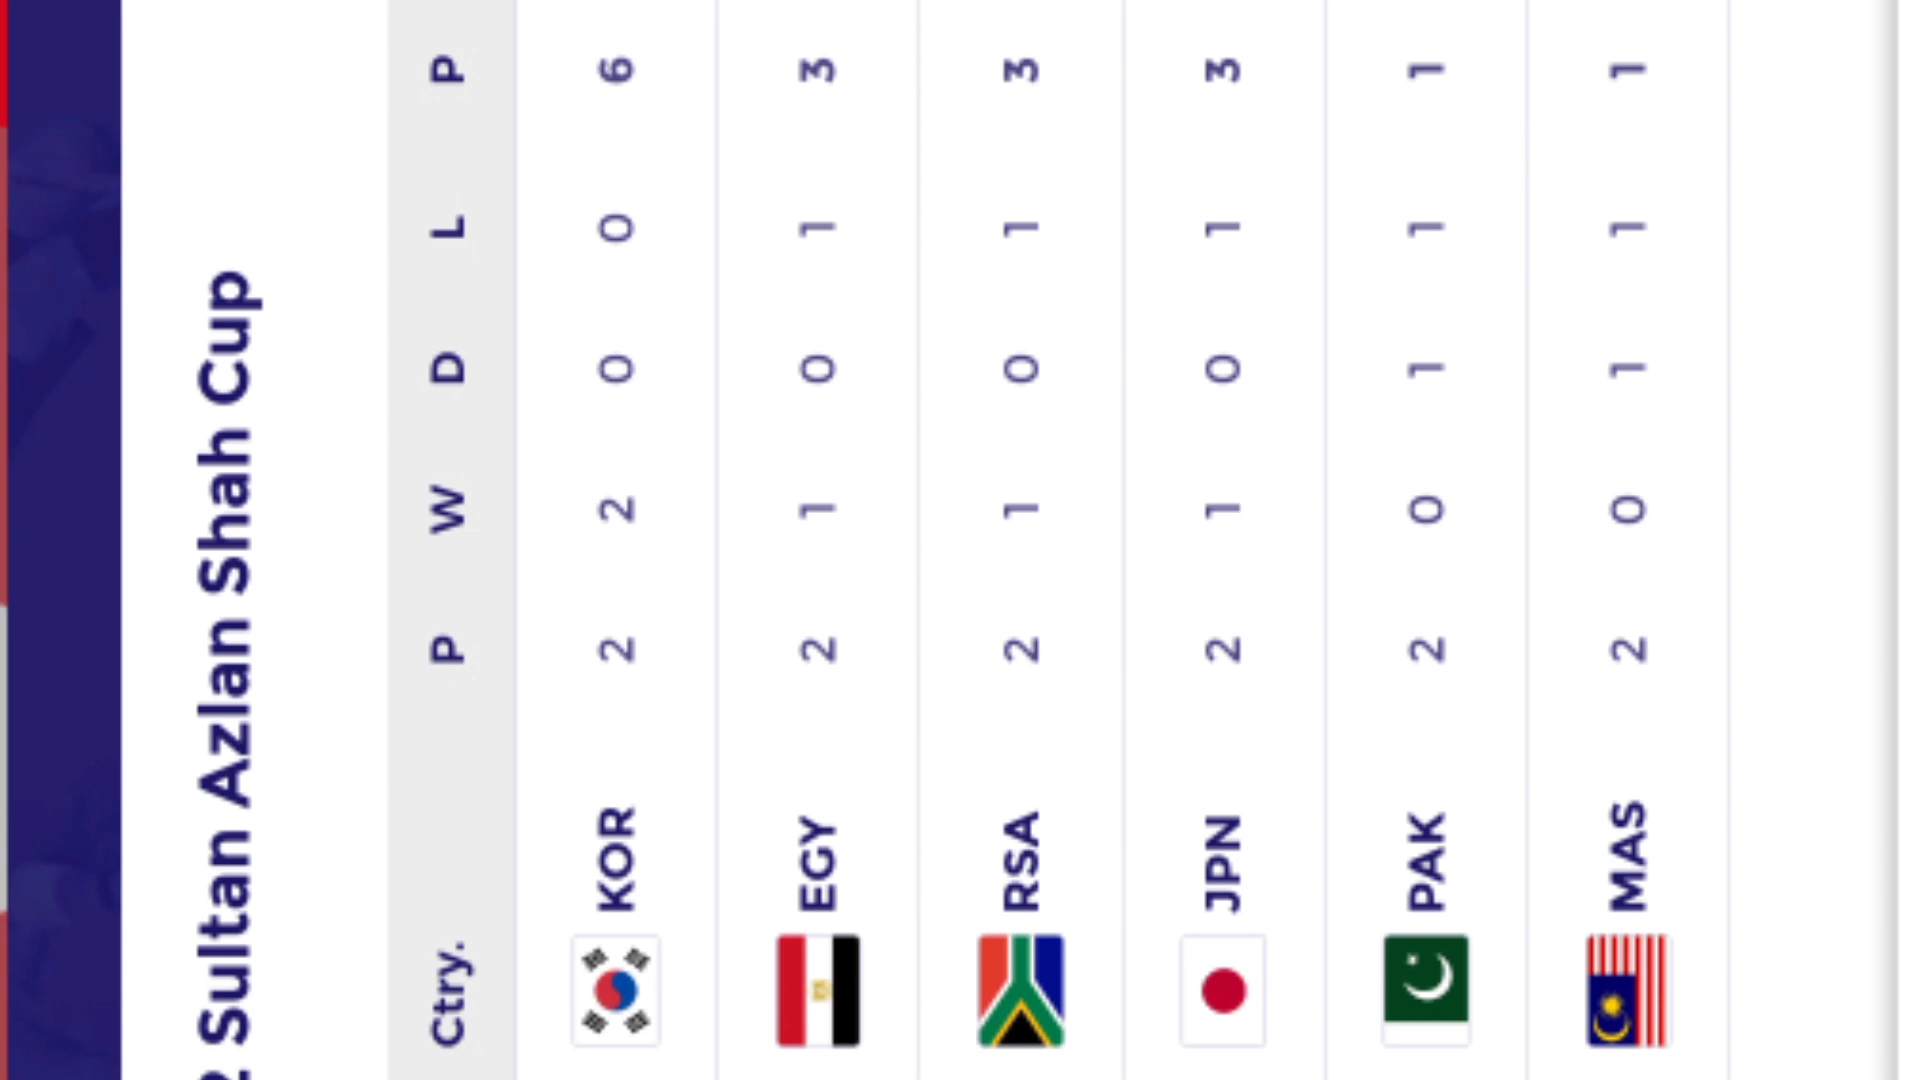 Sultan Azlan Shah Cup
Ctry. P W D L P
KOR 2 2 0 0 6
EGY 2 1 0 1 3
RSA 2 1 0 1 3
JPN 2 1 0 1 3
PAK 2 0 1 1 1
MAS 2 0 1 1 1